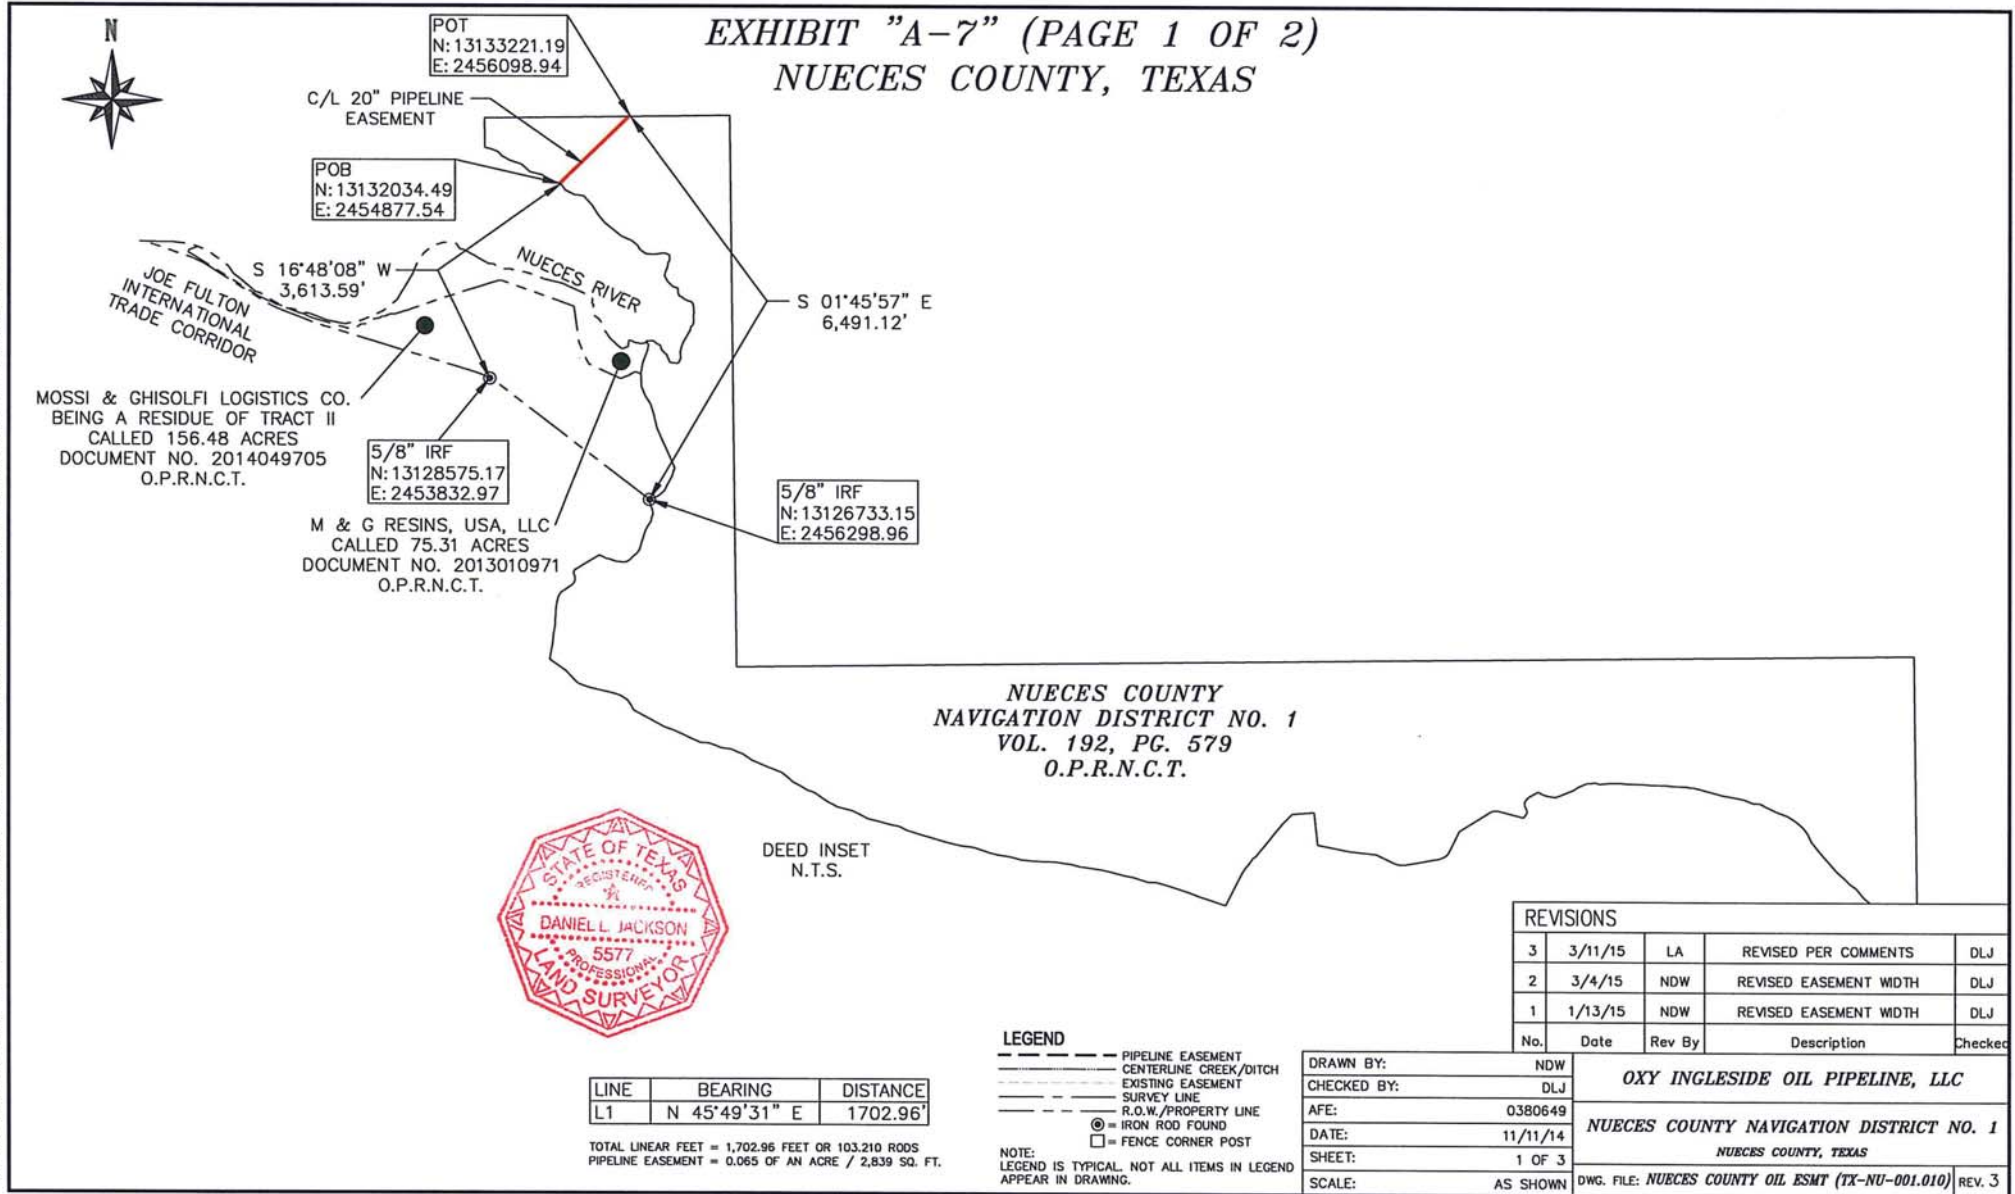 EXHIBIT "A-7" (PAGE 1 OF 2)
NUECES COUNTY, TEXAS
N
POT
N: 13133221.19
E: 2456098.94
C/L 20" PIPELINE
EASEMENT
POB
N: 13132034.49
E: 2454877.54
S 16°48'08" W
3,613.59'
NUECES RIVER
JOE FULTON
INTERNATIONAL
TRADE CORRIDOR
S 01°45'57" E
6,491.12'
MOSSI & GHISOLFI LOGISTICS CO.
BEING A RESIDUE OF TRACT II
CALLED 156.48 ACRES
DOCUMENT NO. 2014049705
O.P.R.N.C.T.
5/8" IRF
N: 13128575.17
E: 2453832.97
M & G RESINS, USA, LLC
CALLED 75.31 ACRES
DOCUMENT NO. 2013010971
O.P.R.N.C.T.
5/8" IRF
N: 13126733.15
E: 2456298.96
NUECES COUNTY
NAVIGATION DISTRICT NO. 1
VOL. 192, PG. 579
O.P.R.N.C.T.
DEED INSET
N.T.S.
STATE OF TEXAS
REGISTERED
DANIEL L. JACKSON
5577
PROFESSIONAL
LAND SURVEYOR
LINE BEARING DISTANCE
L1 N 45°49'31" E 1702.96'
TOTAL LINEAR FEET = 1,702.96 FEET OR 103.210 RODS
PIPELINE EASEMENT = 0.065 OF AN ACRE / 2,839 SQ. FT.
LEGEND
PIPELINE EASEMENT
CENTERLINE CREEK/DITCH
EXISTING EASEMENT
SURVEY LINE
R.O.W./PROPERTY LINE
= IRON ROD FOUND
= FENCE CORNER POST
NOTE:
LEGEND IS TYPICAL. NOT ALL ITEMS IN LEGEND
APPEAR IN DRAWING.
REVISIONS
3 3/11/15 LA REVISED PER COMMENTS DLJ
2 3/4/15 NDW REVISED EASEMENT WIDTH DLJ
1 1/13/15 NDW REVISED EASEMENT WIDTH DLJ
No. Date Rev By Description Checked
DRAWN BY: NDW
CHECKED BY: DLJ
AFE: 0380649
DATE: 11/11/14
SHEET: 1 OF 3
SCALE: AS SHOWN
OXY INGLESIDE OIL PIPELINE, LLC
NUECES COUNTY NAVIGATION DISTRICT NO. 1
NUECES COUNTY, TEXAS
DWG. FILE: NUECES COUNTY OIL ESMT (TX-NU-001.010) REV. 3